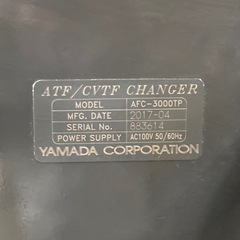 ATF/CVTF CHANGER
MODEL AFC-3000TP
MFG. DATE 2017-04
SERIAL No. 883614
POWER SUPPLY AC100V 50/60Hz
YAMADA CORPORATION